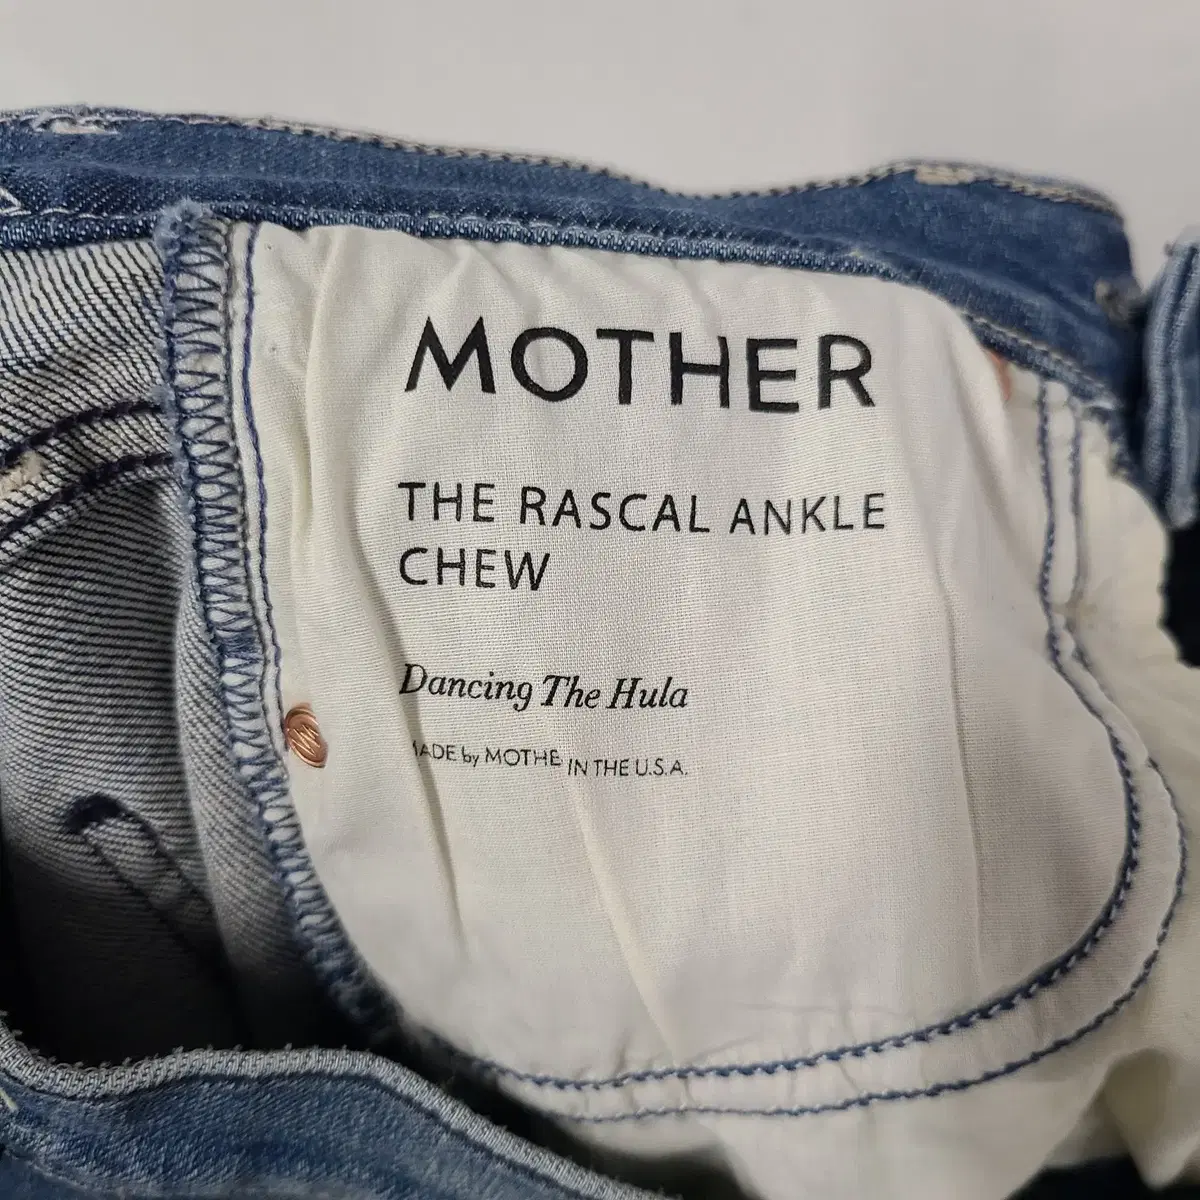 MOTHER
THE RASCAL ANKLE
CHEW
Dancing The Hula
MADE by MOTHE IN THE U.S.A.